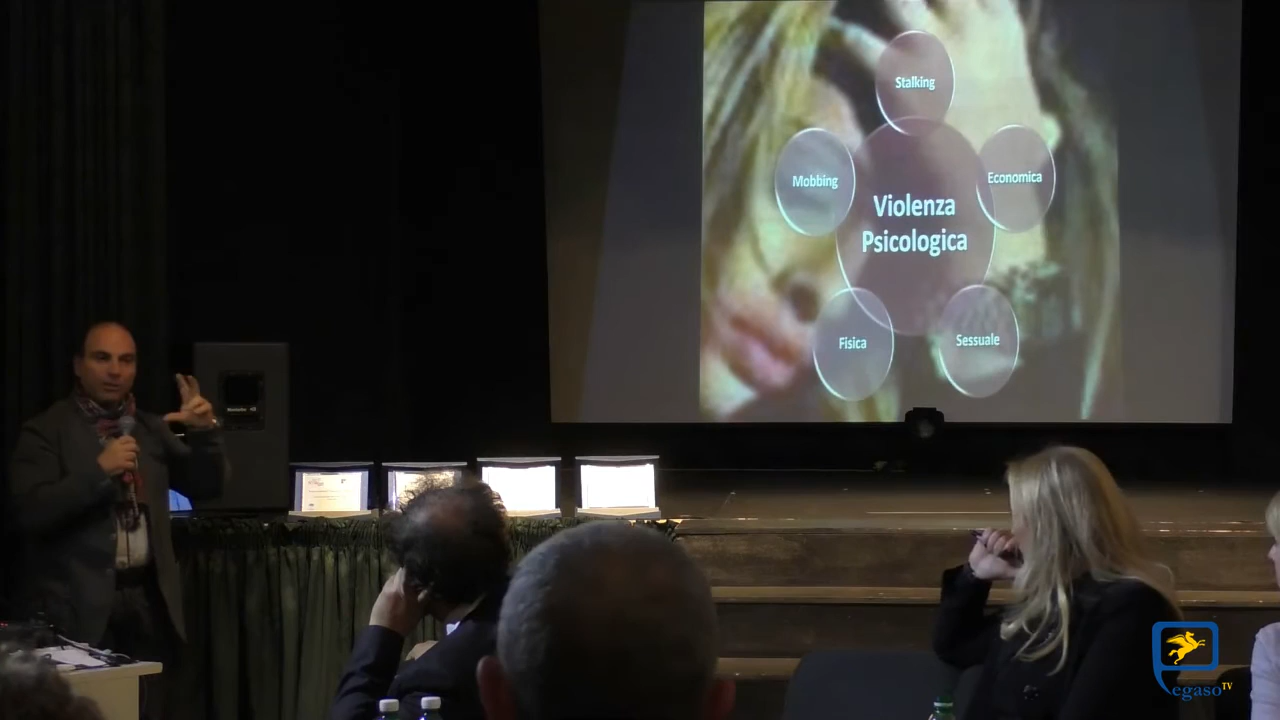 Stalking
Mobbing
Economica
Violenza
Psicologica
Fisica
Sessuale
egaso TV